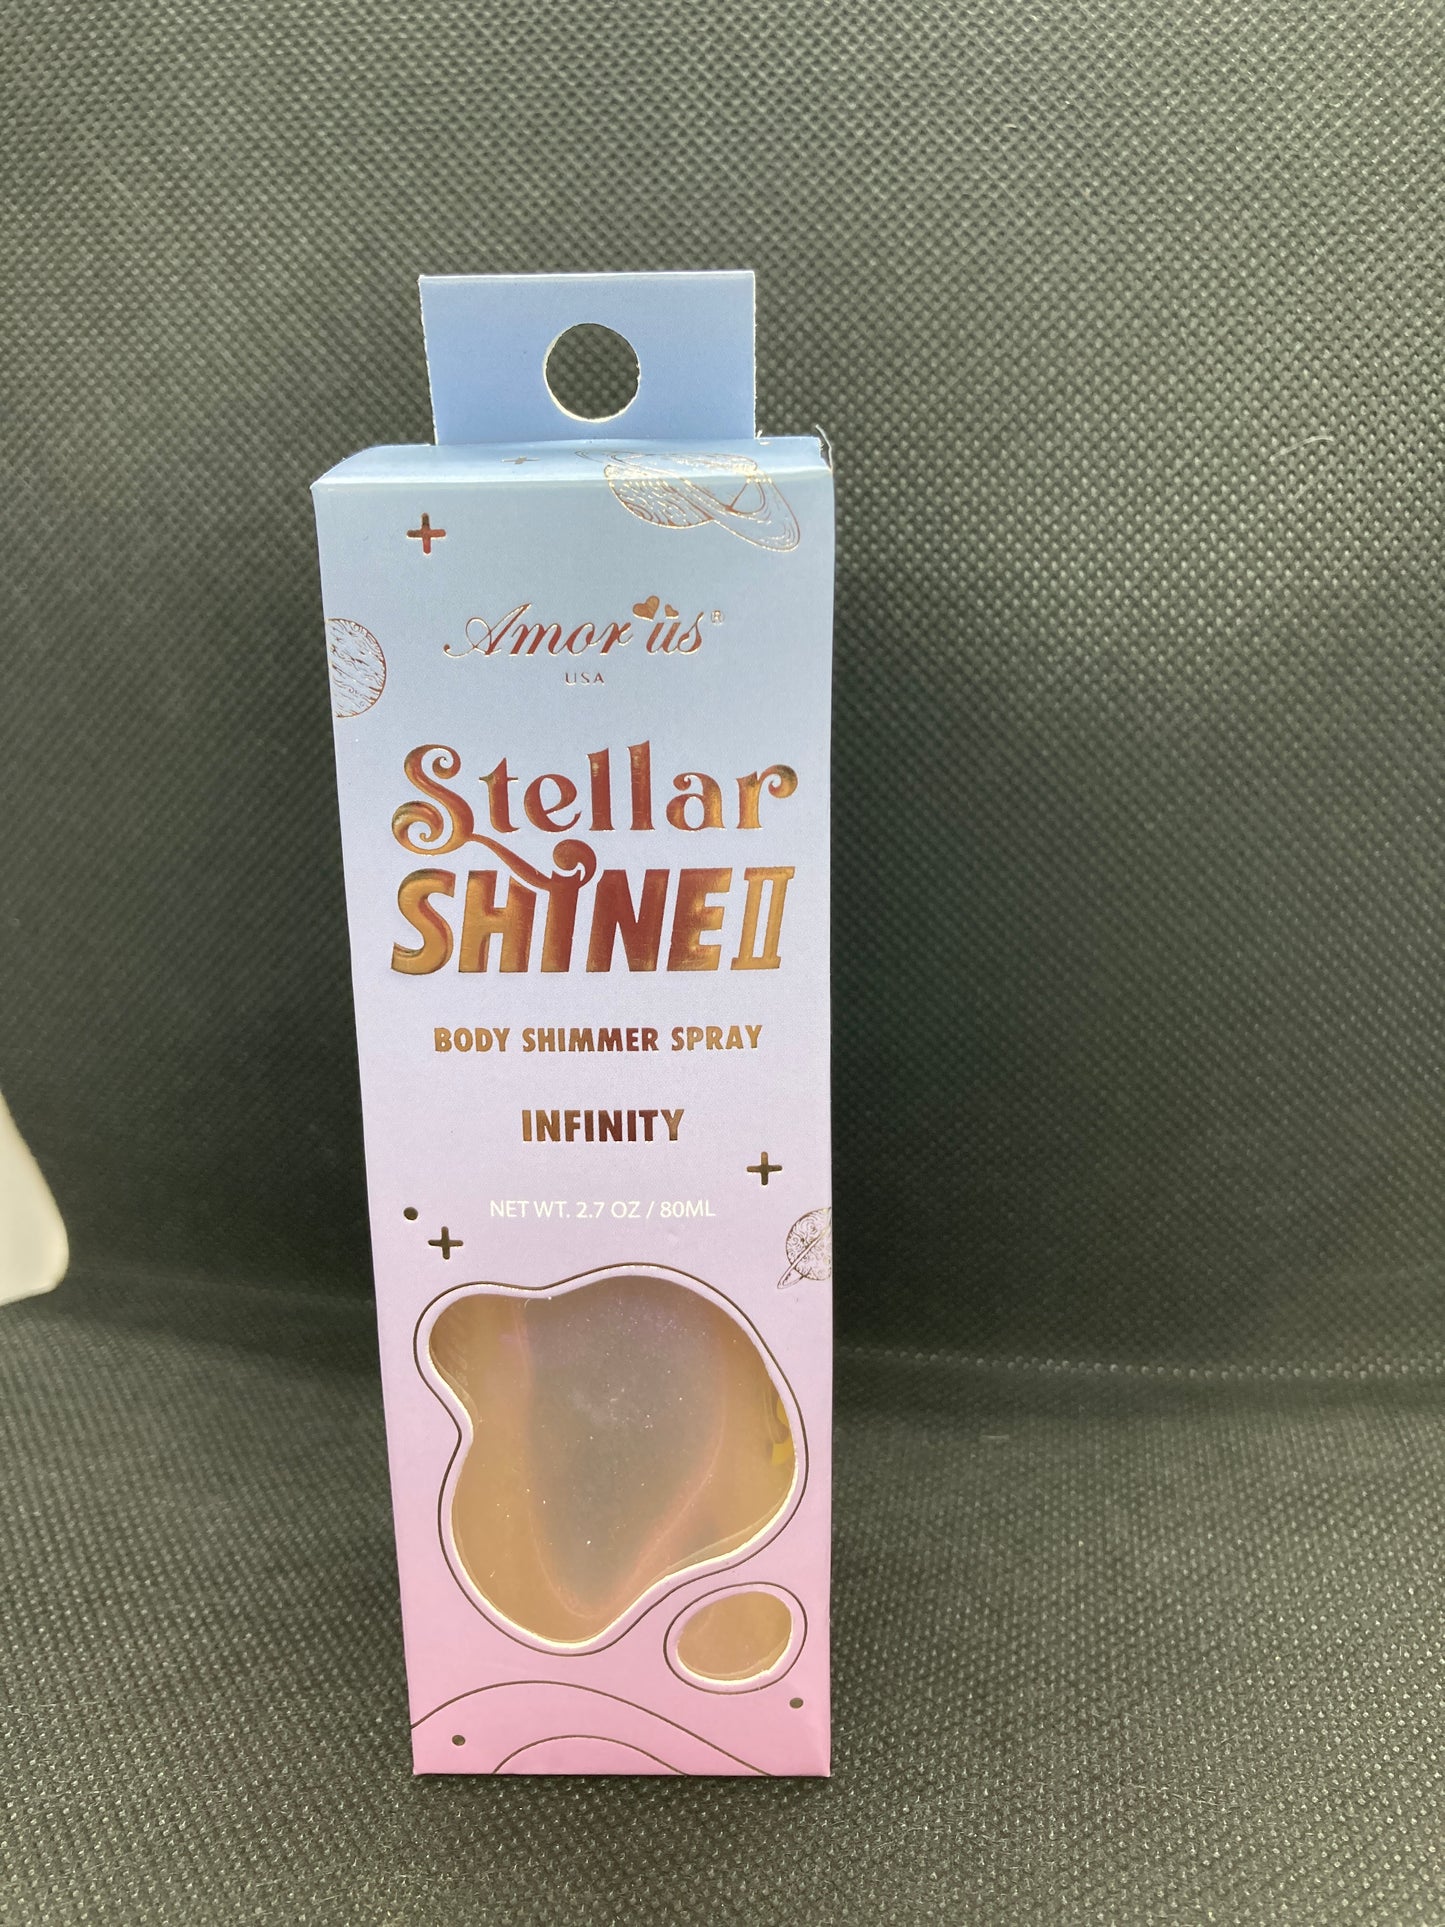 Amor us®
USA
Stellar
SHINE II
BODY SHIMMER SPRAY
INFINITY
NET WT. 2.7 OZ / 80ML